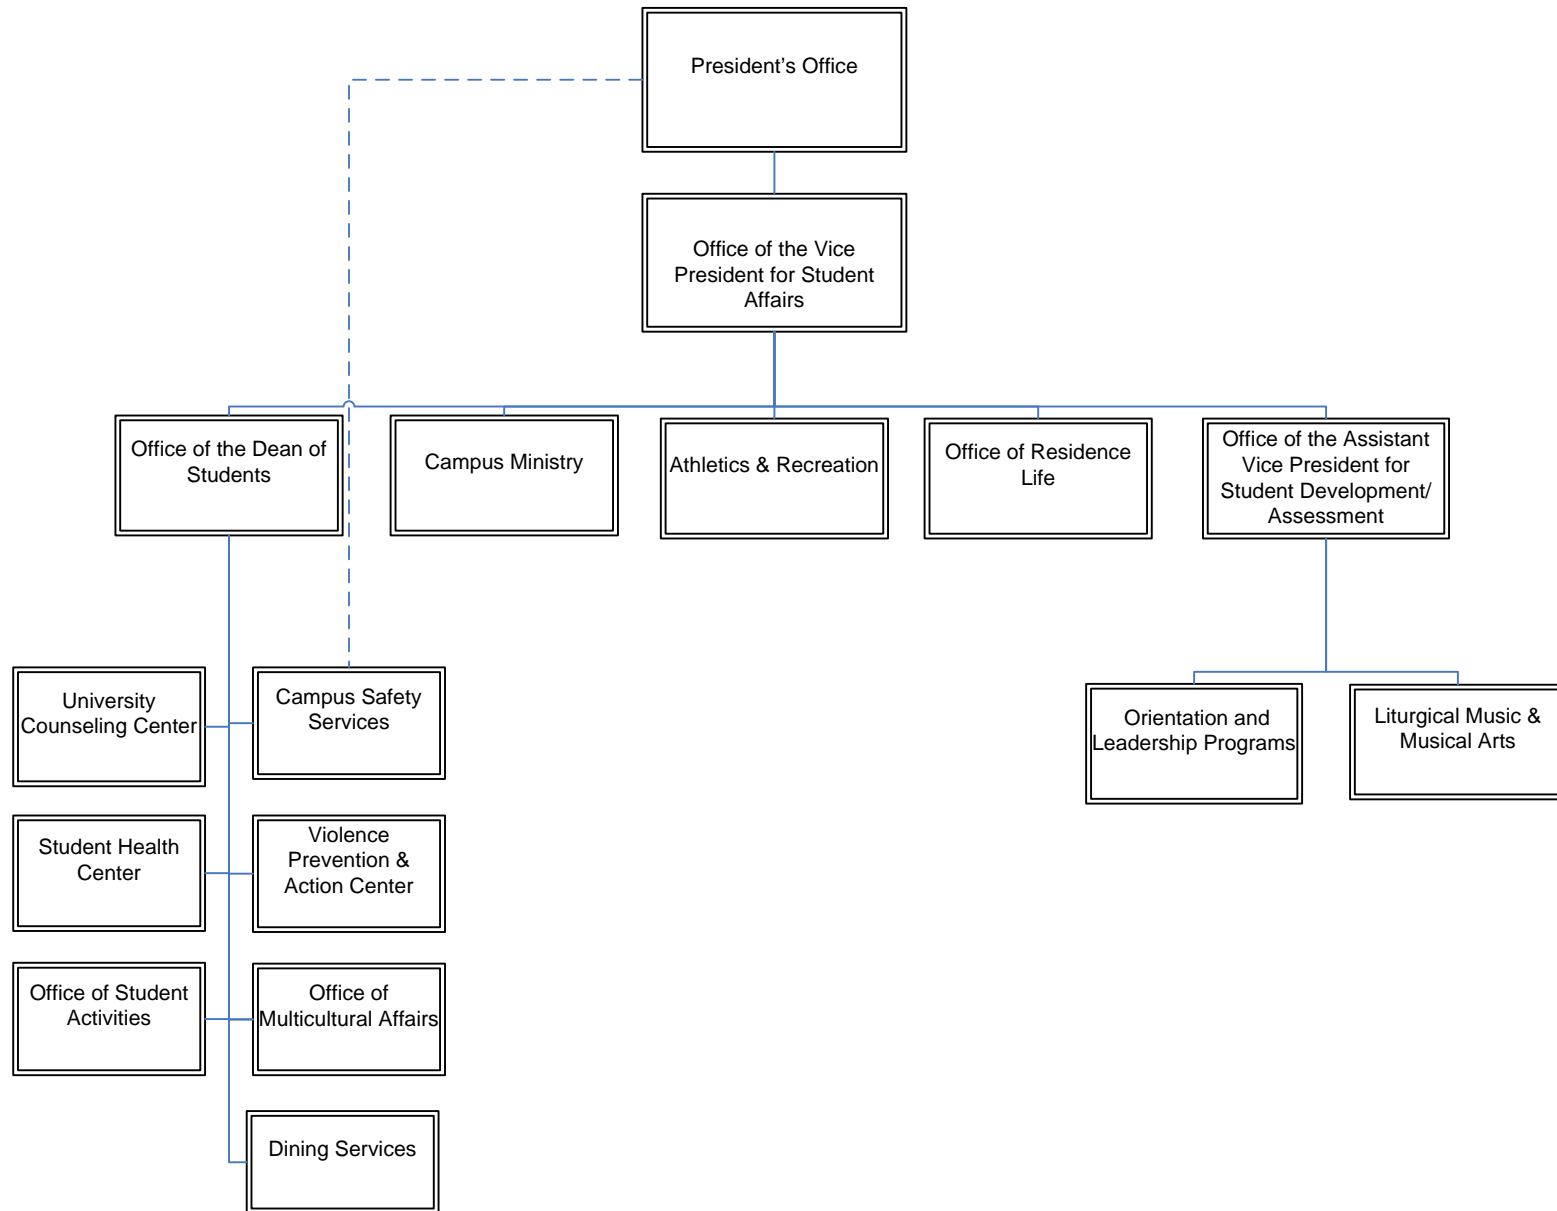 President’s Office
Office of the Vice
President for Student
Affairs
Office of the Dean of
Students
Campus Ministry
Athletics & Recreation
Office of Residence
Life
Office of the Assistant
Vice President for
Student Development/
Assessment
University
Counseling Center
Campus Safety
Services
Orientation and
Leadership Programs
Liturgical Music &
Musical Arts
Student Health
Center
Violence
Prevention &
Action Center
Office of Student
Activities
Office of
Multicultural Affairs
Dining Services